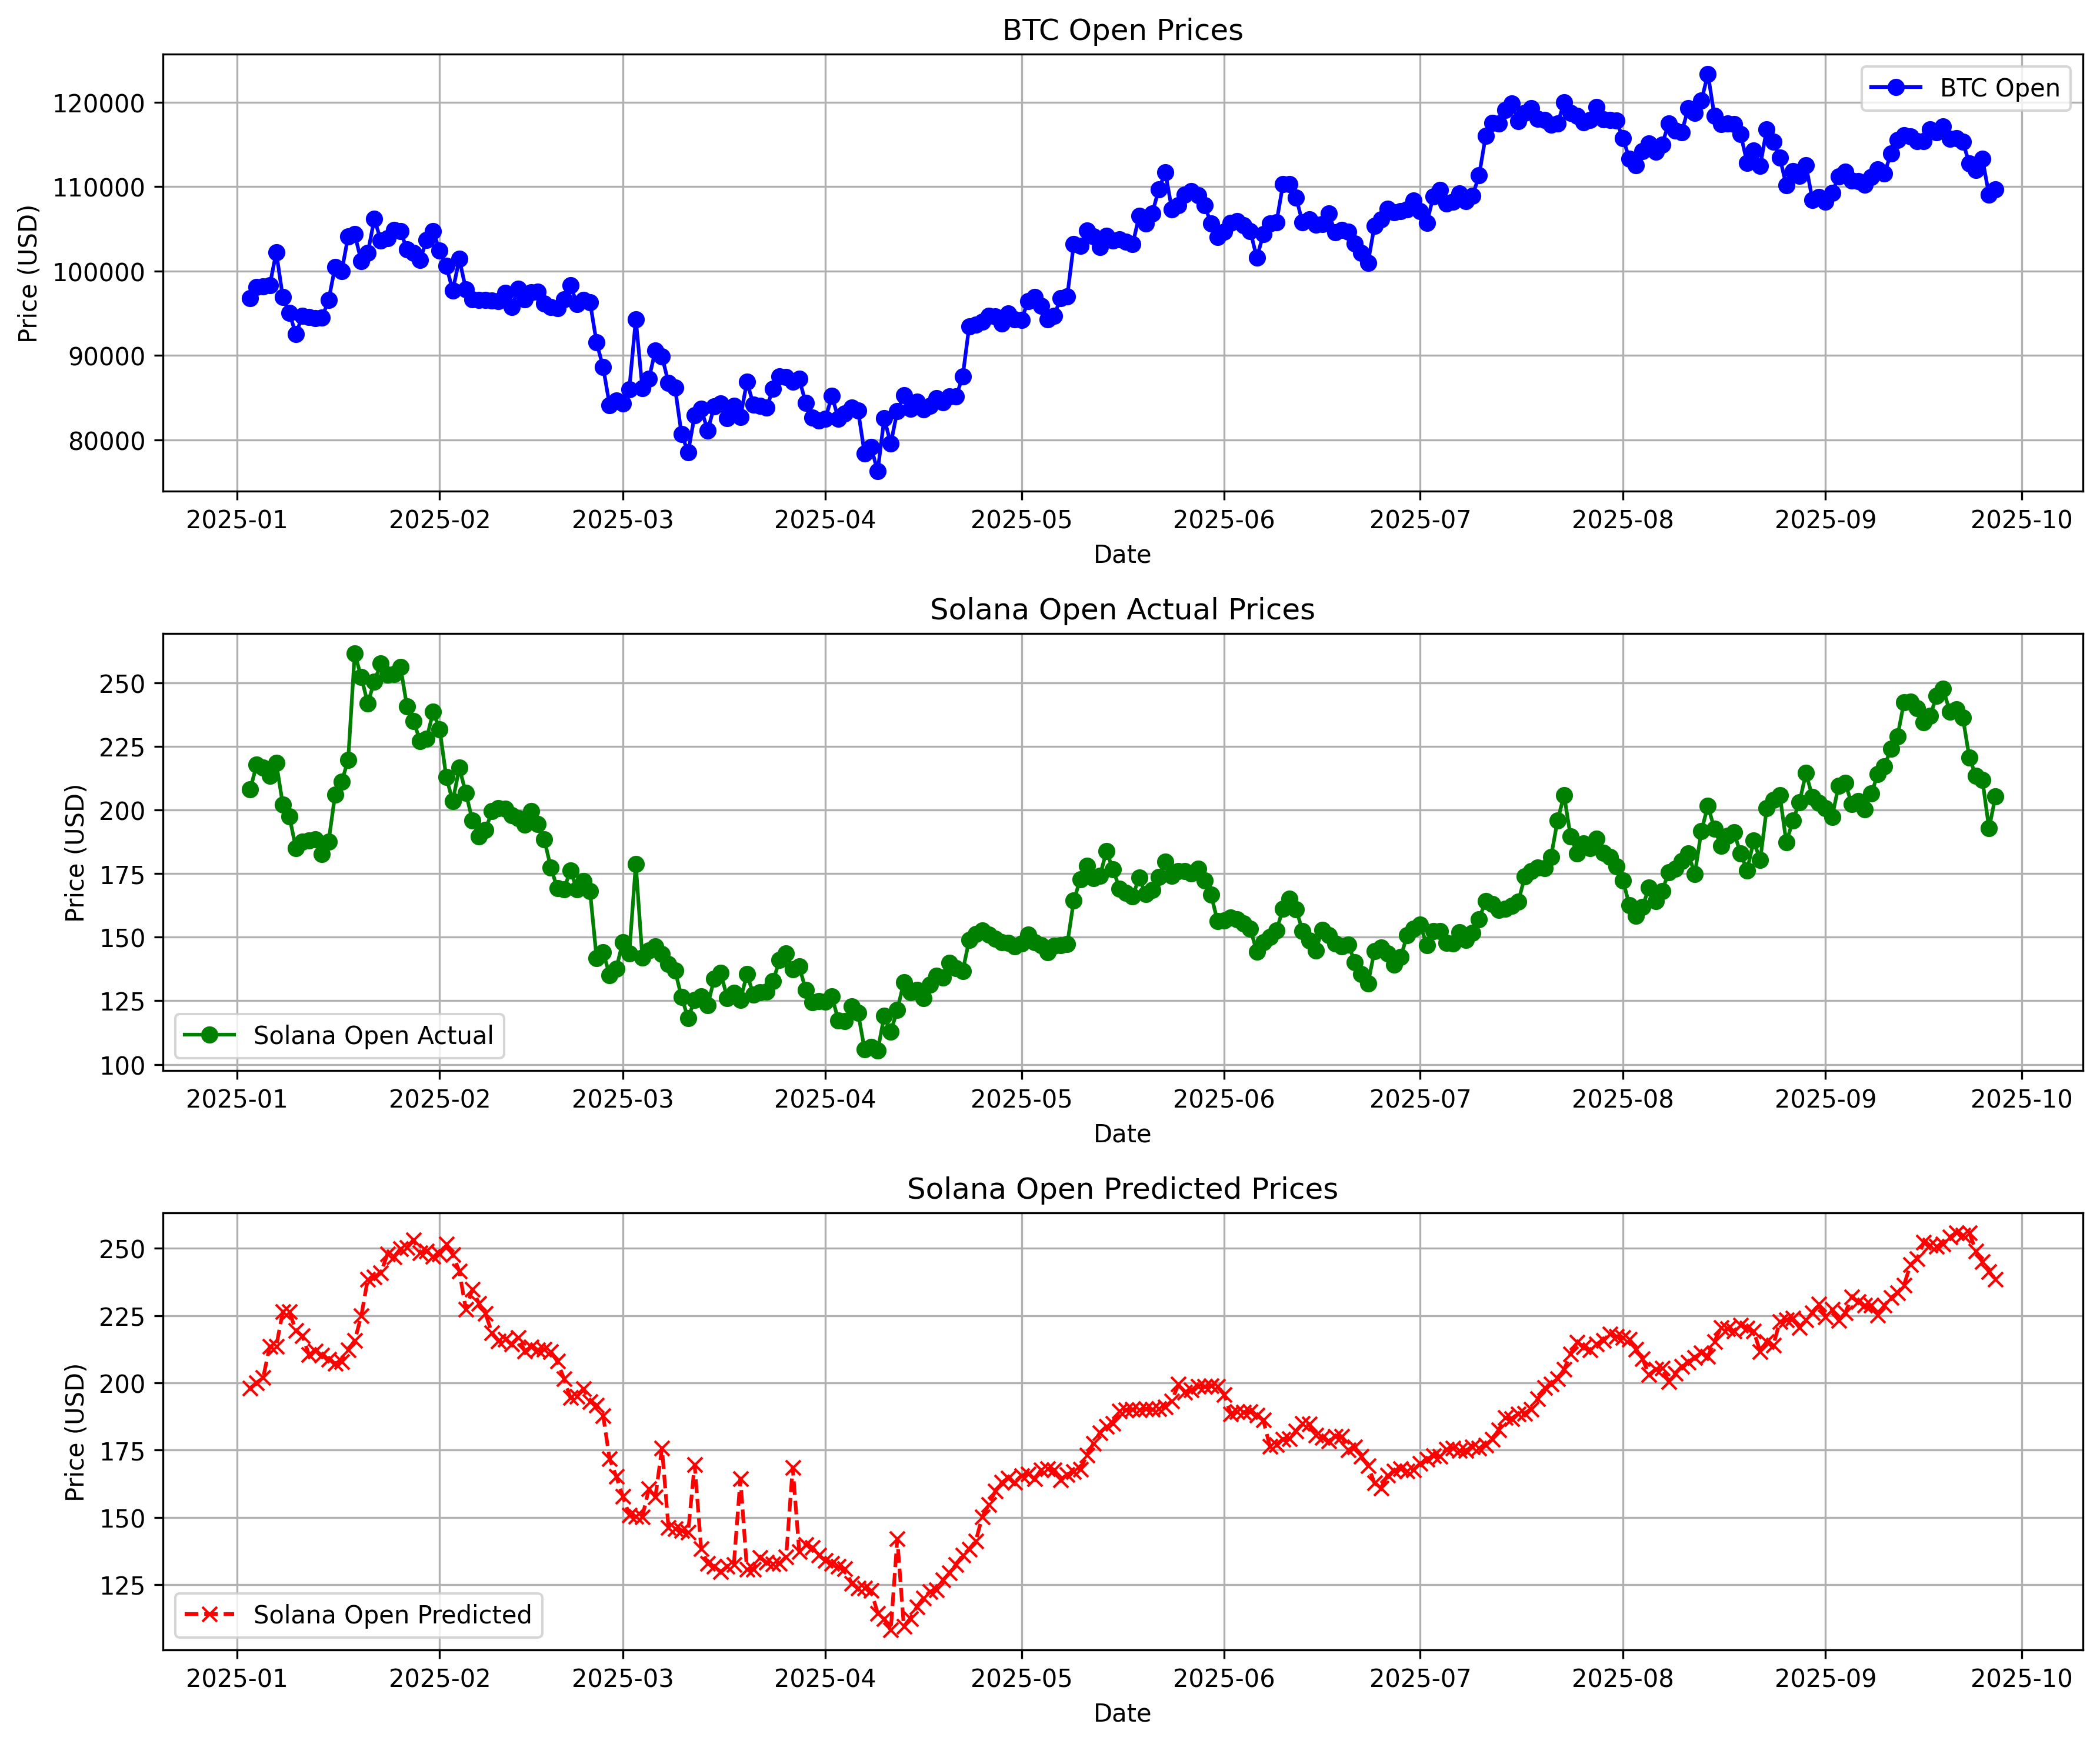 BTC Open Prices
BTC Open
120000
110000
100000
90000
80000
Price (USD)
2025-01 2025-02 2025-03 2025-04 2025-05 2025-06 2025-07 2025-08 2025-09 2025-10
Date
Solana Open Actual Prices
250
225
200
175
150
125
100
Price (USD)
Solana Open Actual
2025-01 2025-02 2025-03 2025-04 2025-05 2025-06 2025-07 2025-08 2025-09 2025-10
Date
Solana Open Predicted Prices
250
225
200
175
150
125
Price (USD)
Solana Open Predicted
2025-01 2025-02 2025-03 2025-04 2025-05 2025-06 2025-07 2025-08 2025-09 2025-10
Date